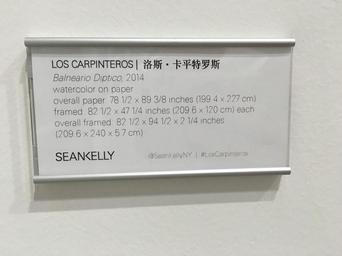 LOS CARPINTEROS | 洛斯・卡平特罗斯
Balneario Diptico, 2014
watercolor on paper
overall paper: 78 1/2 x 89 3/8 inches (199.4 x 227 cm)
framed: 82 1/2 x 47 1/4 inches (209.6 x 120 cm) each
overall framed: 82 1/2 x 94 1/2 x 2 1/4 inches
(209.6 x 240 x 5.7 cm)
SEANKELLY @SeanKellyNY | #LosCarpinteros